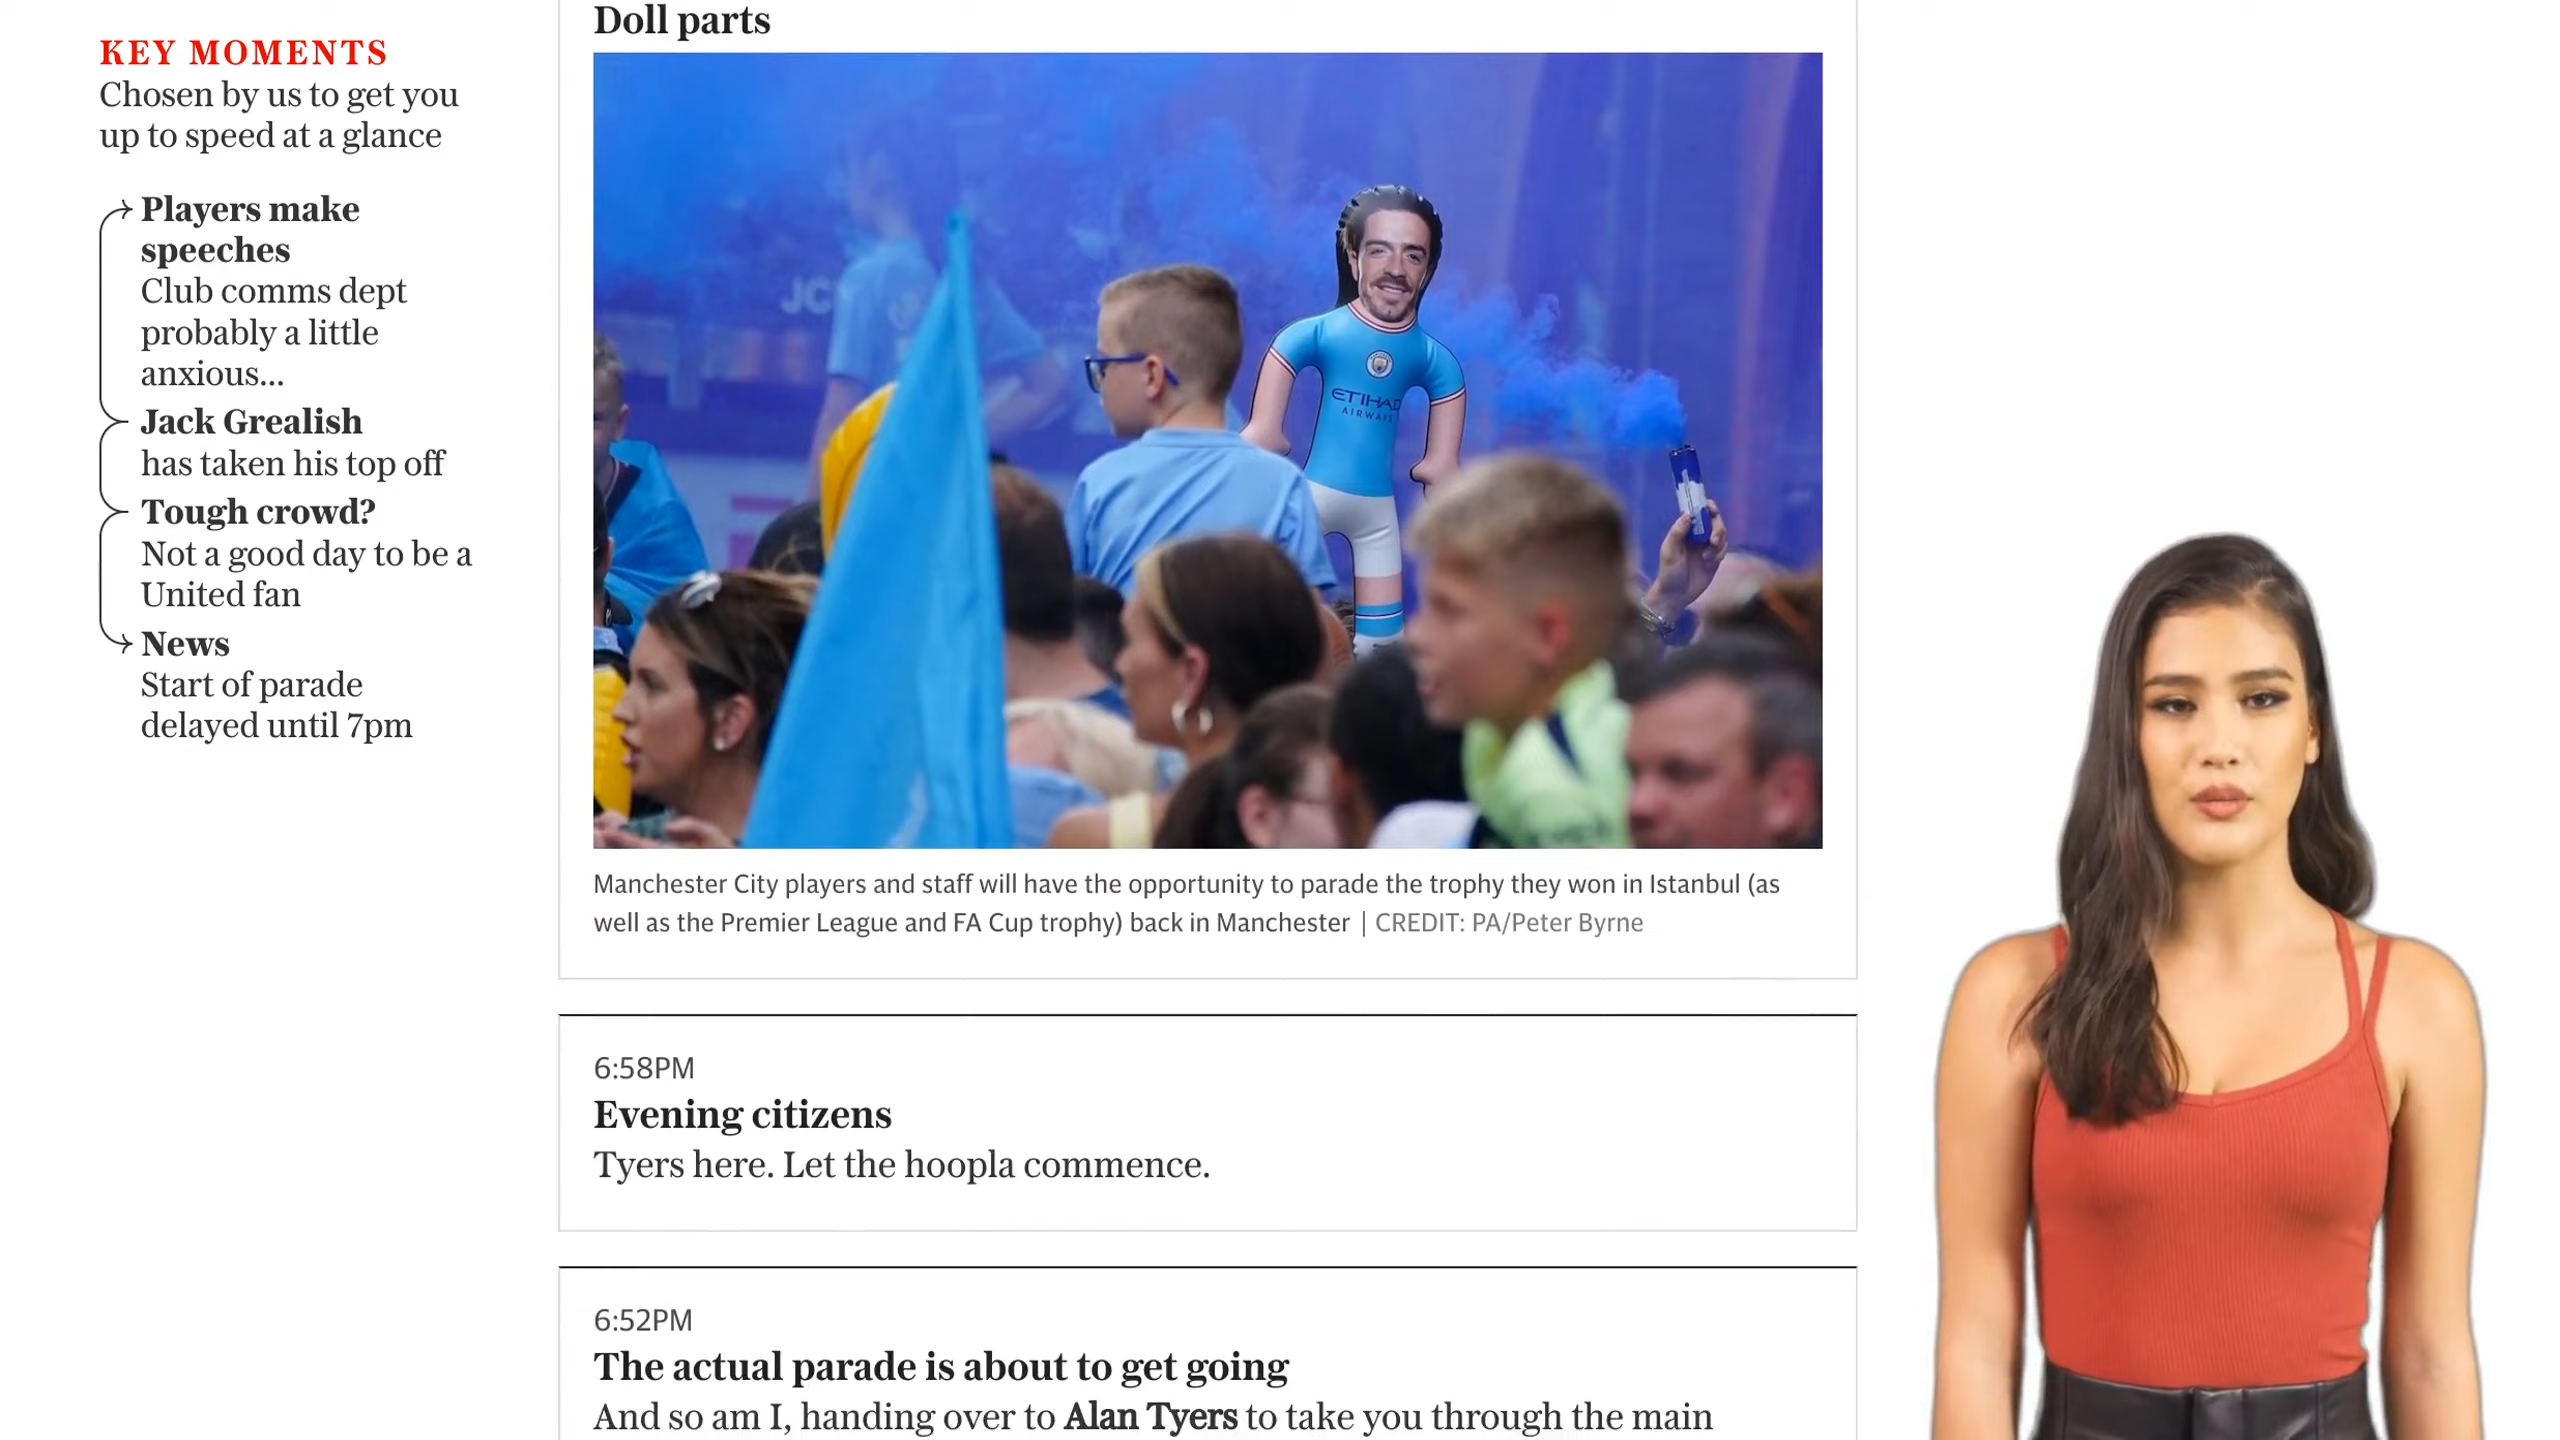 KEY MOMENTS
Chosen by us to get you
up to speed at a glance
Players make
speeches
Club comms dept
probably a little
anxious...
Jack Grealish
has taken his top off
Tough crowd?
Not a good day to be a
United fan
News
Start of parade
delayed until 7pm
Doll parts
JC
ETIHAD
AIRWAYS
Manchester City players and staff will have the opportunity to parade the trophy they won in Istanbul (as
well as the Premier League and FA Cup trophy) back in Manchester | CREDIT: PA/Peter Byrne
6:58PM
Evening citizens
Tyers here. Let the hoopla commence.
6:52PM
The actual parade is about to get going
And so am I, handing over to Alan Tyers to take you through the main